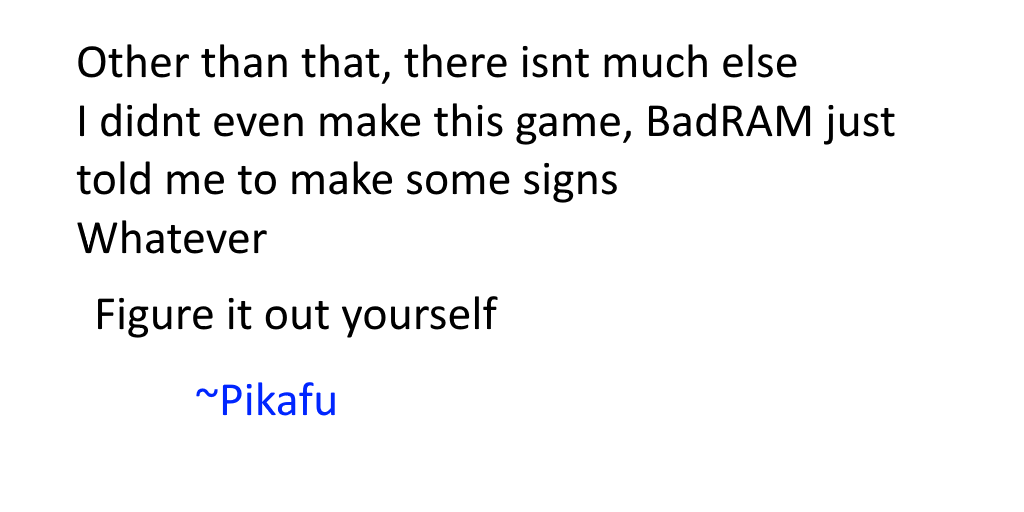 Other than that, there isnt much else
I didnt even make this game, BadRAM just
told me to make some signs
Whatever
Figure it out yourself
~Pikafu